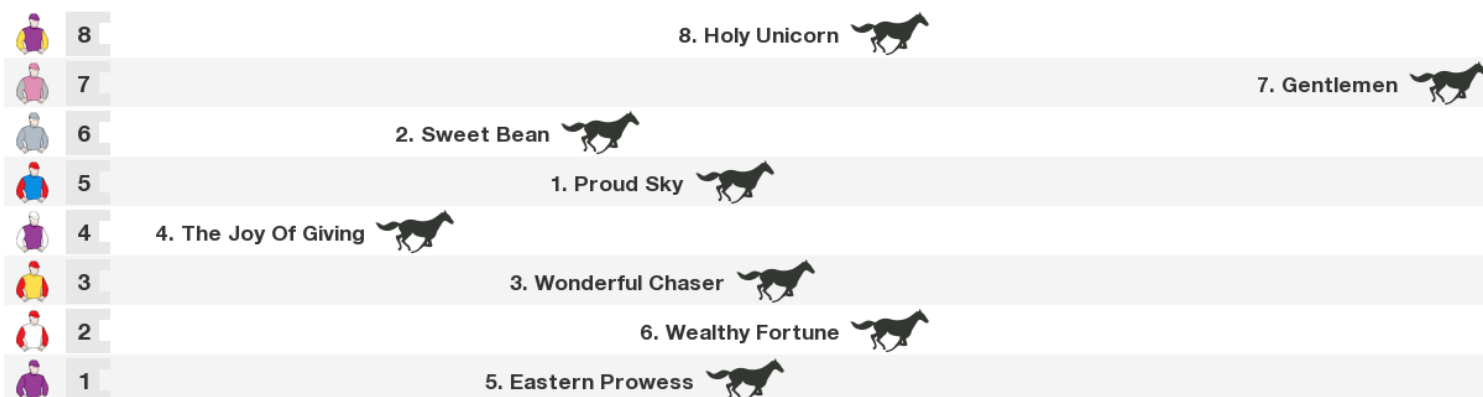 8 8. Holy Unicorn
7 7. Gentlemen
6 2. Sweet Bean
5 1. Proud Sky
4 4. The Joy Of Giving
3 3. Wonderful Chaser
2 6. Wealthy Fortune
1 5. Eastern Prowess